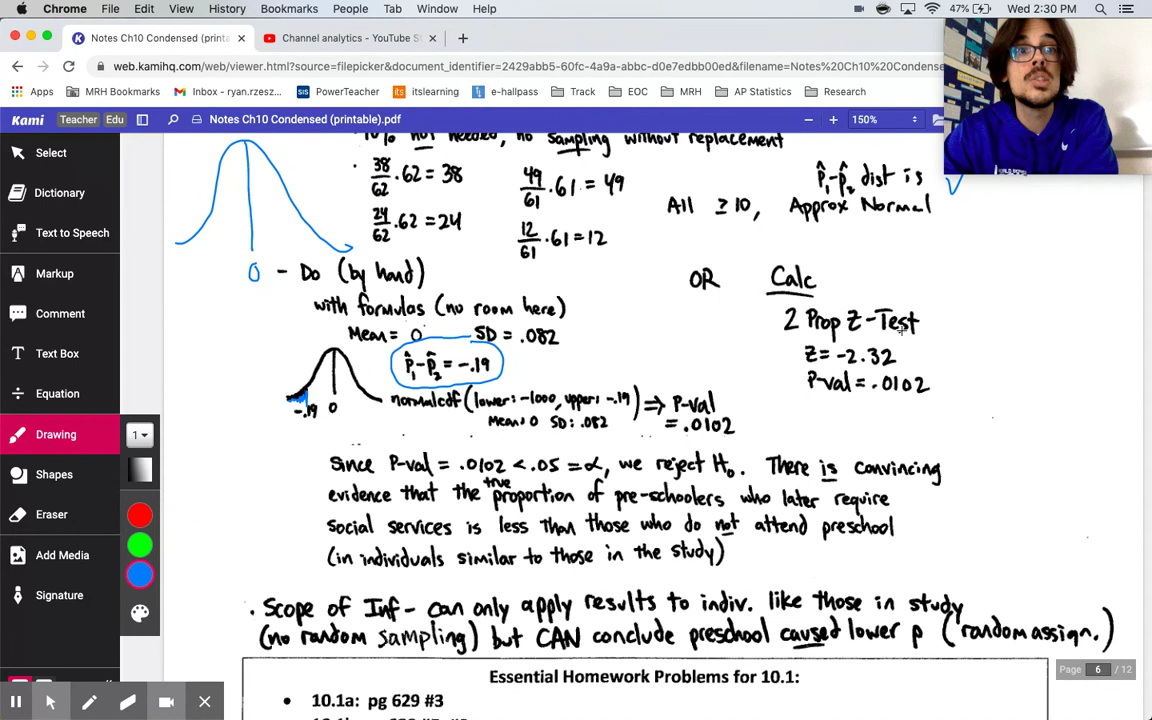 Chrome File Edit View History Bookmarks People Tab Window Help 47% Wed 2:30 PM
Notes Ch10 Condensed (printa Channel analytics - YouTube S
web.kamihq.com/web/viewer.html?source=filepicker&document_identifier=2429abb5-60fc-4a9a-abbc-d0e7edbb00ed&filename=Notes%20Ch10%20Condense
Apps MRH Bookmarks Inbox - ryan.rzesz... PowerTeacher itslearning e-hallpass Track EOC MRH AP Statistics Research
Kami Teacher Edu Notes Ch10 Condensed (printable).pdf 150%
Select
Dictionary
Text to Speech
Markup
Comment
Text Box
Equation
Drawing 1
Shapes
Eraser
Add Media
Signature
10% not needed, no sampling without replacement
38/62 · 62 = 38 49/61 · 61 = 49 p̂₁-p̂₂ dist is
24/62 · 62 = 24 12/61 · 61 = 12 All ≥ 10, Approx Normal
0 - Do (by hand) OR Calc
with formulas (no room here) 2 Prop Z-Test
Mean = 0 SD = .082 Z = -2.32
p̂₁-p̂₂ = -.19 P-val = .0102
-.19 0 normalcdf (lower: -1000, upper: -.19) ⇒ P-val
Mean: 0 SD: .082 = .0102
Since P-val = .0102 < .05 = α, we reject H₀. There is convincing
evidence that the true proportion of pre-schoolers who later require
social services is less than those who do not attend preschool
(in individuals similar to those in the study)
· Scope of Inf - can only apply results to indiv. like those in study
(no random sampling) but CAN conclude preschool caused lower p (random assign.)
Page 6 / 12
Essential Homework Problems for 10.1:
• 10.1a: pg 629 #3